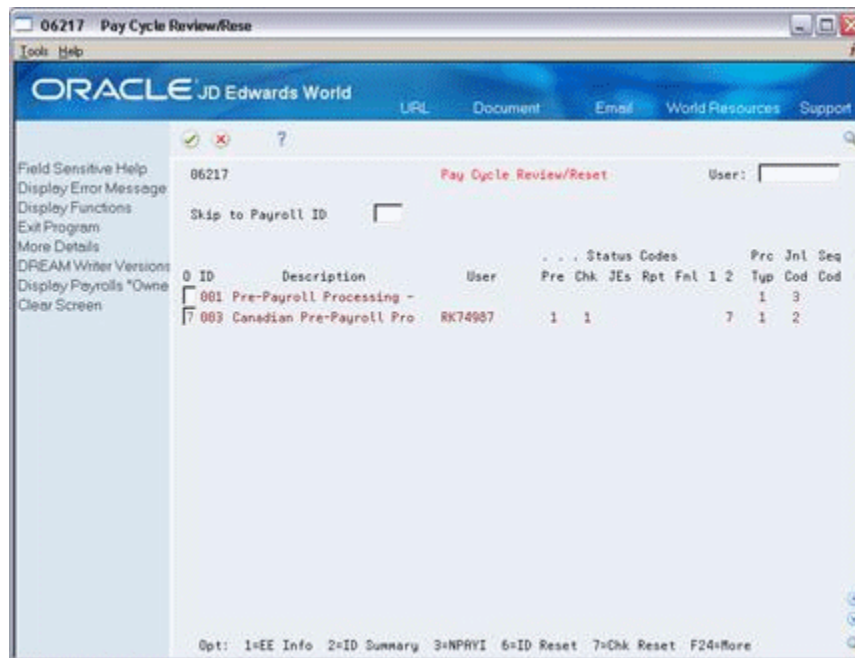 06217 Pay Cycle Review/Rese
Tools Help
ORACLE JD Edwards World
URL Document Email World Resources Support
?
Field Sensitive Help
Display Error Message
Display Functions
Exit Program
More Details
DREAM Writer Versions
Display Payrolls "Owne
Clear Screen
06217 Pay Cycle Review/Reset User:
Skip to Payroll ID
. . . Status Codes Prc Jnl Seq
O ID Description User Pre Chk JEs Rpt Fnl 1 2 Typ Cod Cod
001 Pre-Payroll Processing - 1 3
7 003 Canadian Pre-Payroll Pro RK74987 1 1 7 1 2
Opt: 1=EE Info 2=ID Summary 3=NPAYI 6=ID Reset 7=Chk Reset F24=More